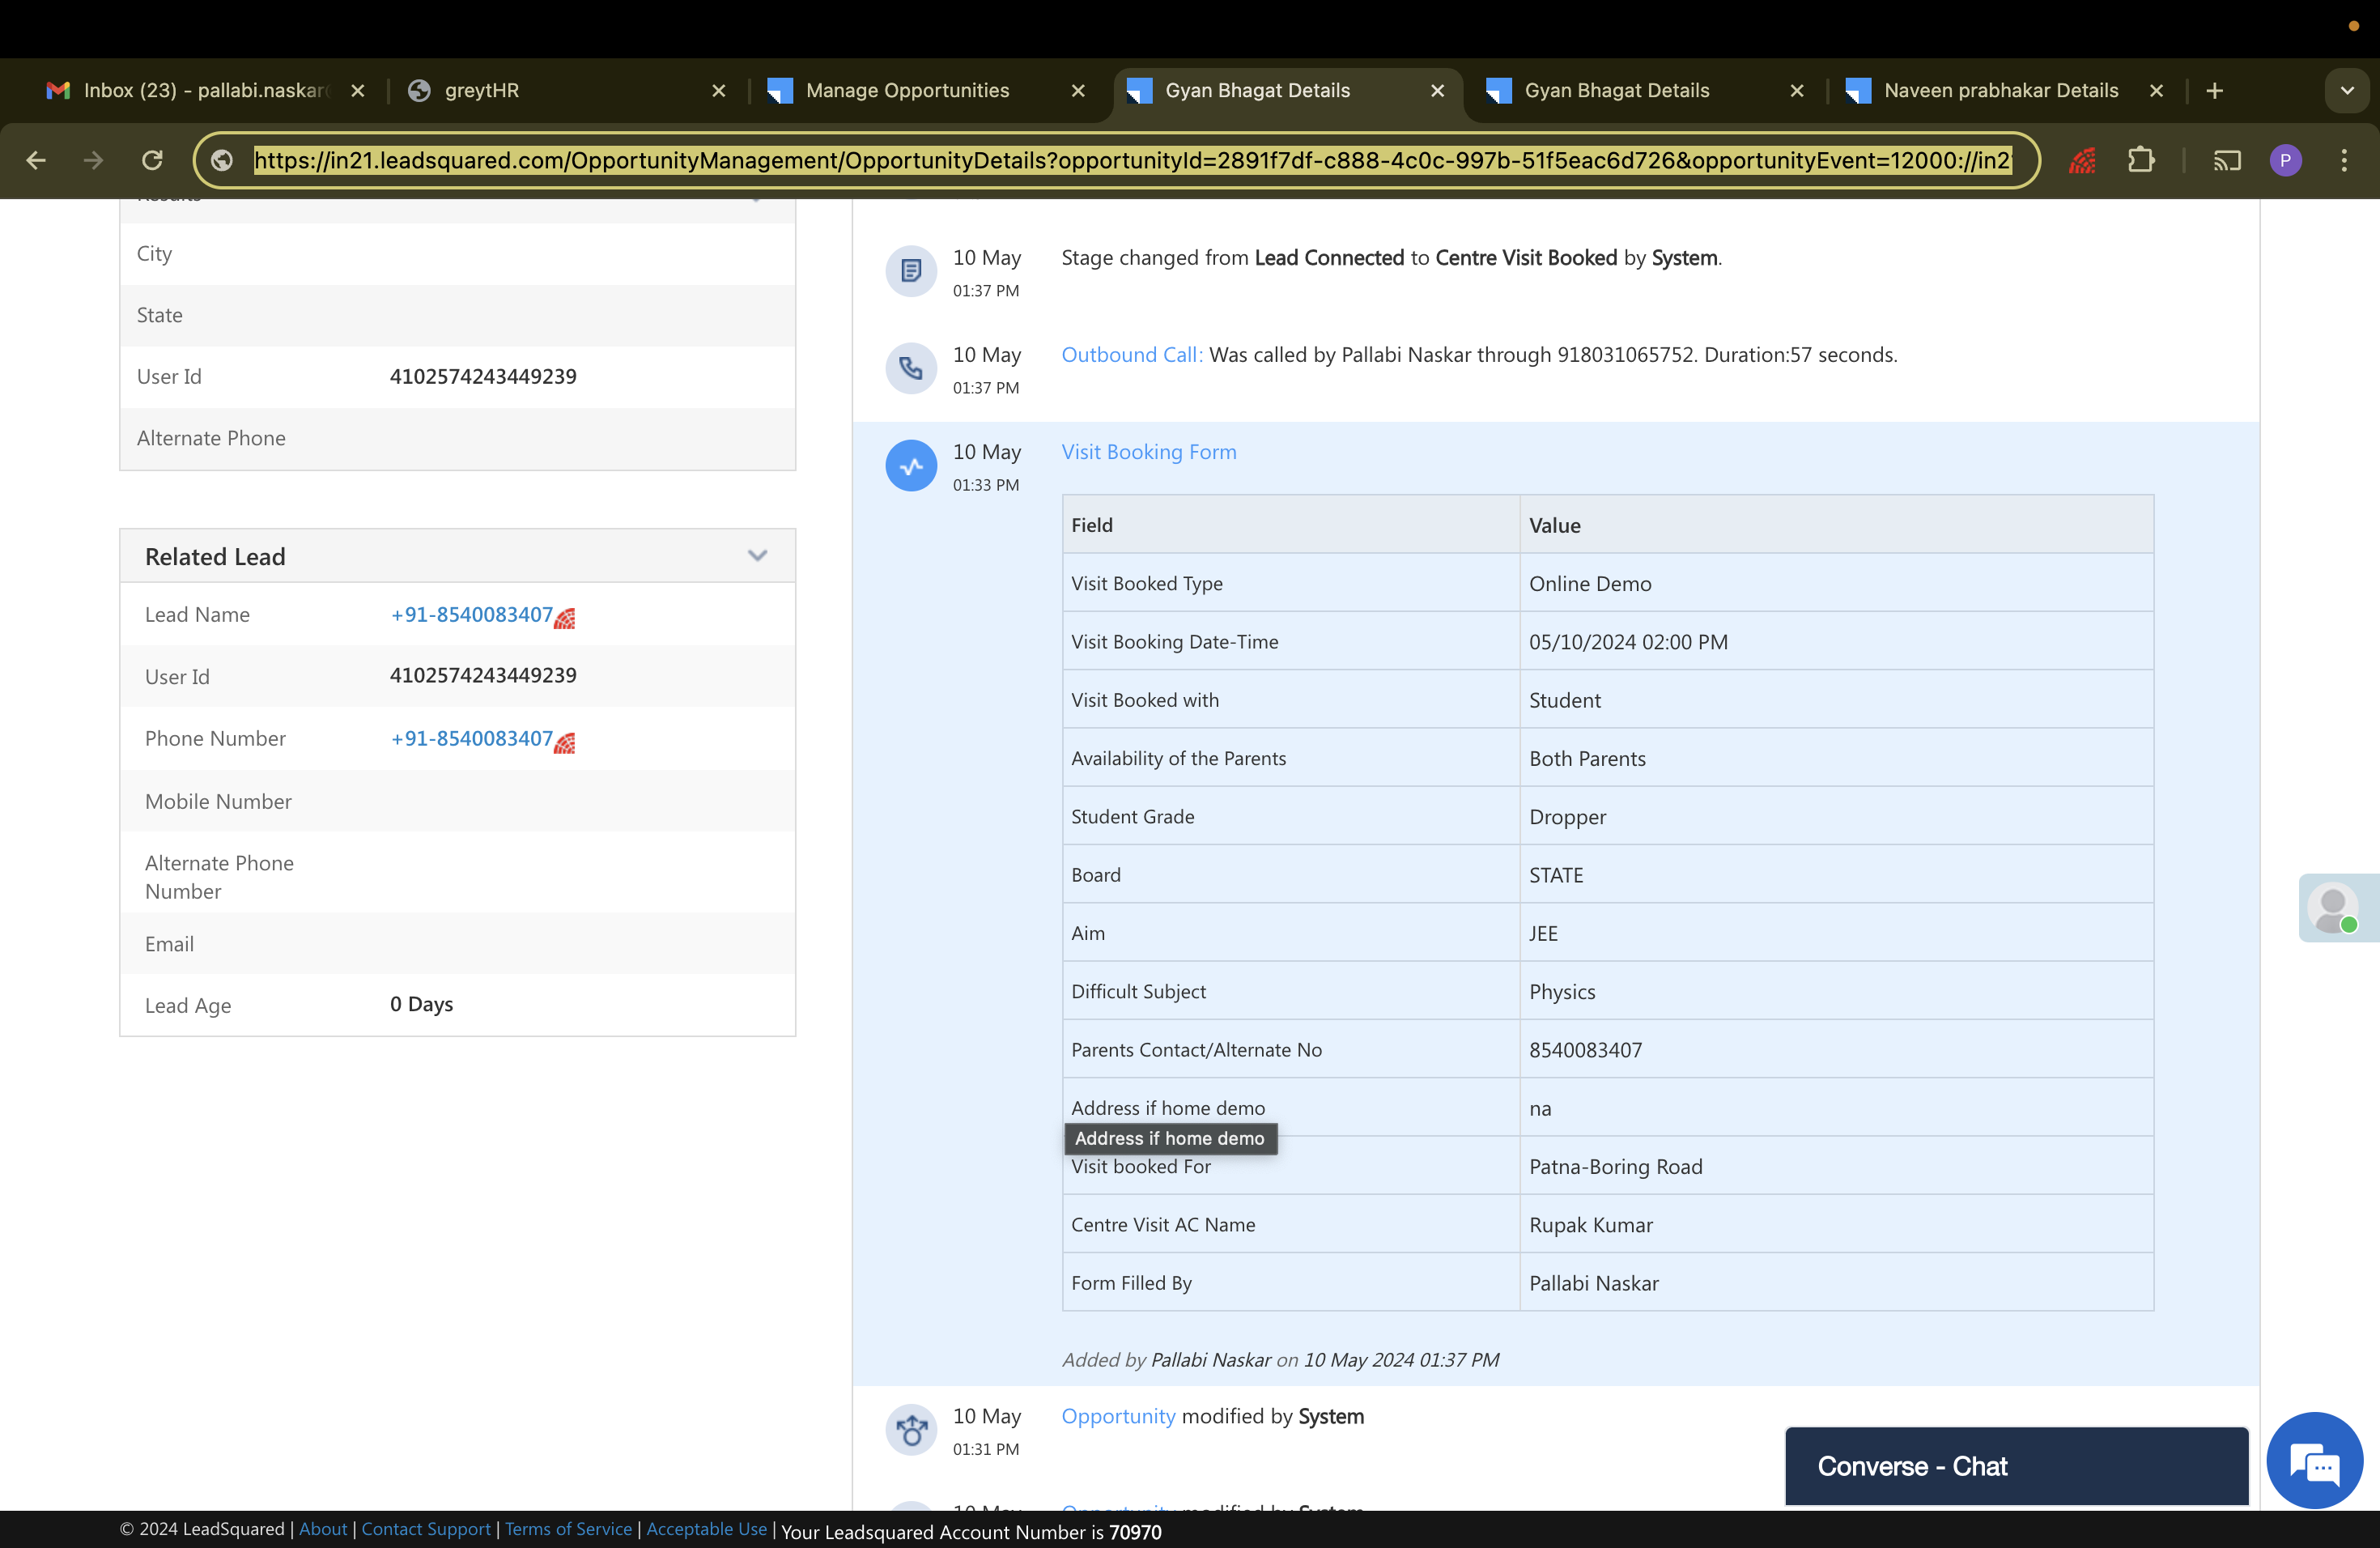 Inbox (23) - pallabi.naskar
greytHR
Manage Opportunities
Gyan Bhagat Details
Gyan Bhagat Details
Naveen prabhakar Details
https://in21.leadsquared.com/OpportunityManagement/OpportunityDetails?opportunityId=2891f7df-c888-4c0c-997b-51f5eac6d726&opportunityEvent=12000://in2
P
Results
City
State
User Id 4102574243449239
Alternate Phone
Related Lead
Lead Name +91-8540083407
User Id 4102574243449239
Phone Number +91-8540083407
Mobile Number
Alternate Phone
Number
Email
Lead Age 0 Days
10 May Stage changed from Lead Connected to Centre Visit Booked by System.
01:37 PM
10 May Outbound Call: Was called by Pallabi Naskar through 918031065752. Duration:57 seconds.
01:37 PM
10 May Visit Booking Form
01:33 PM
Field Value
Visit Booked Type Online Demo
Visit Booking Date-Time 05/10/2024 02:00 PM
Visit Booked with Student
Availability of the Parents Both Parents
Student Grade Dropper
Board STATE
Aim JEE
Difficult Subject Physics
Parents Contact/Alternate No 8540083407
Address if home demo na
Address if home demo
Visit booked For Patna-Boring Road
Centre Visit AC Name Rupak Kumar
Form Filled By Pallabi Naskar
Added by Pallabi Naskar on 10 May 2024 01:37 PM
10 May Opportunity modified by System
01:31 PM
10 May Opportunity modified by System
Converse - Chat
© 2024 LeadSquared | About | Contact Support | Terms of Service | Acceptable Use | Your Leadsquared Account Number is 70970